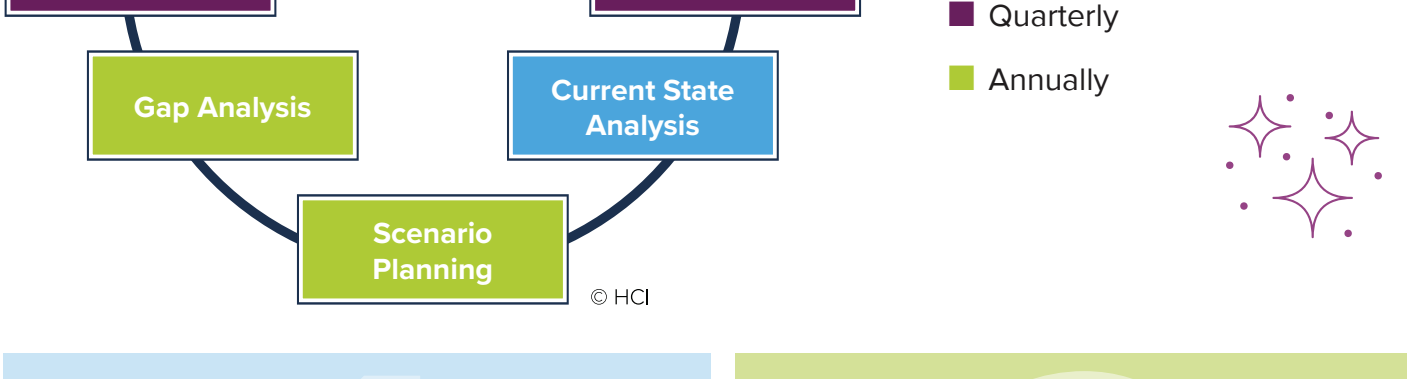 Quarterly
Annually
Gap Analysis
Current State
Analysis
Scenario
Planning
© HCI